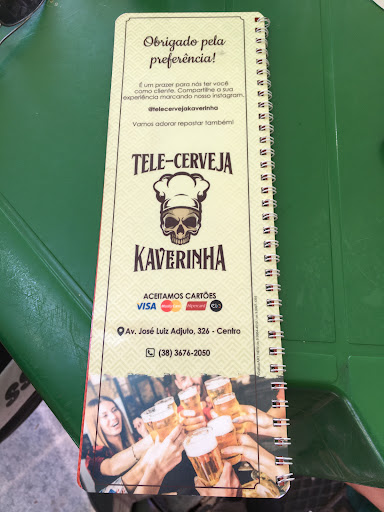 Obrigado pela
preferência!
É um prazer para nós ter você
como cliente. Compartilhe a sua
experiência marcando nosso instagram.
@telecervejakaverinha
Vamos adorar repostar também!
TELE-CERVEJA
KAVERINHA
ACEITAMOS CARTÕES
VISA
elo
Av. José Luiz Adjuto, 326 - Centro
(38) 3676-2050